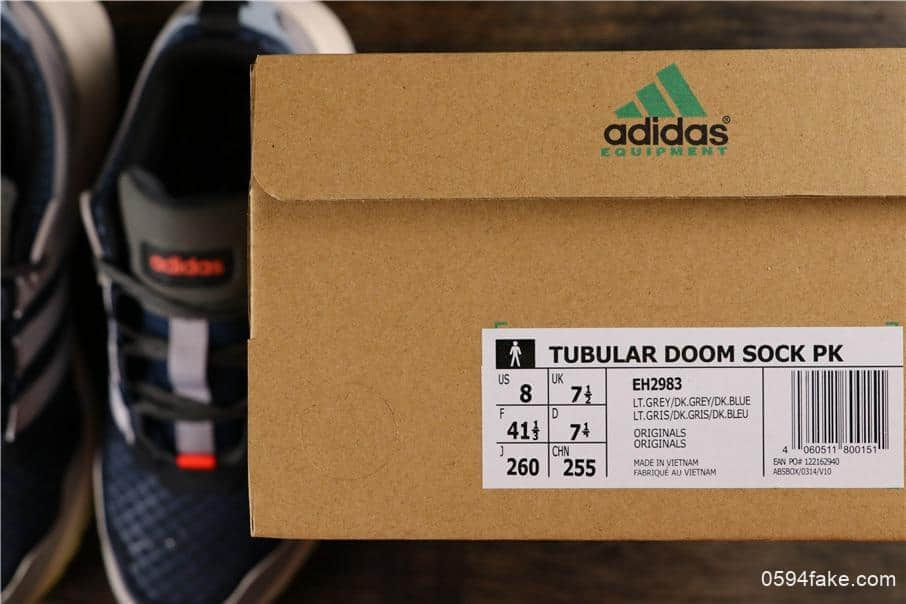 adidas®
EQUIPMENT
adidas
TUBULAR DOOM SOCK PK
US 8 UK 7½
F 41⅓ D 7¼
J 260 CHN 255
EH2983
LT.GREY/DK.GREY/DK.BLUE
LT.GRIS/DK.GRIS/DK.BLEU
ORIGINALS
ORIGINALS
MADE IN VIETNAM
FABRIQUÉ AU VIETNAM
4 060511 800151
EAN PO# 122162940
ABSBOX/0314/V10
0594fake.com